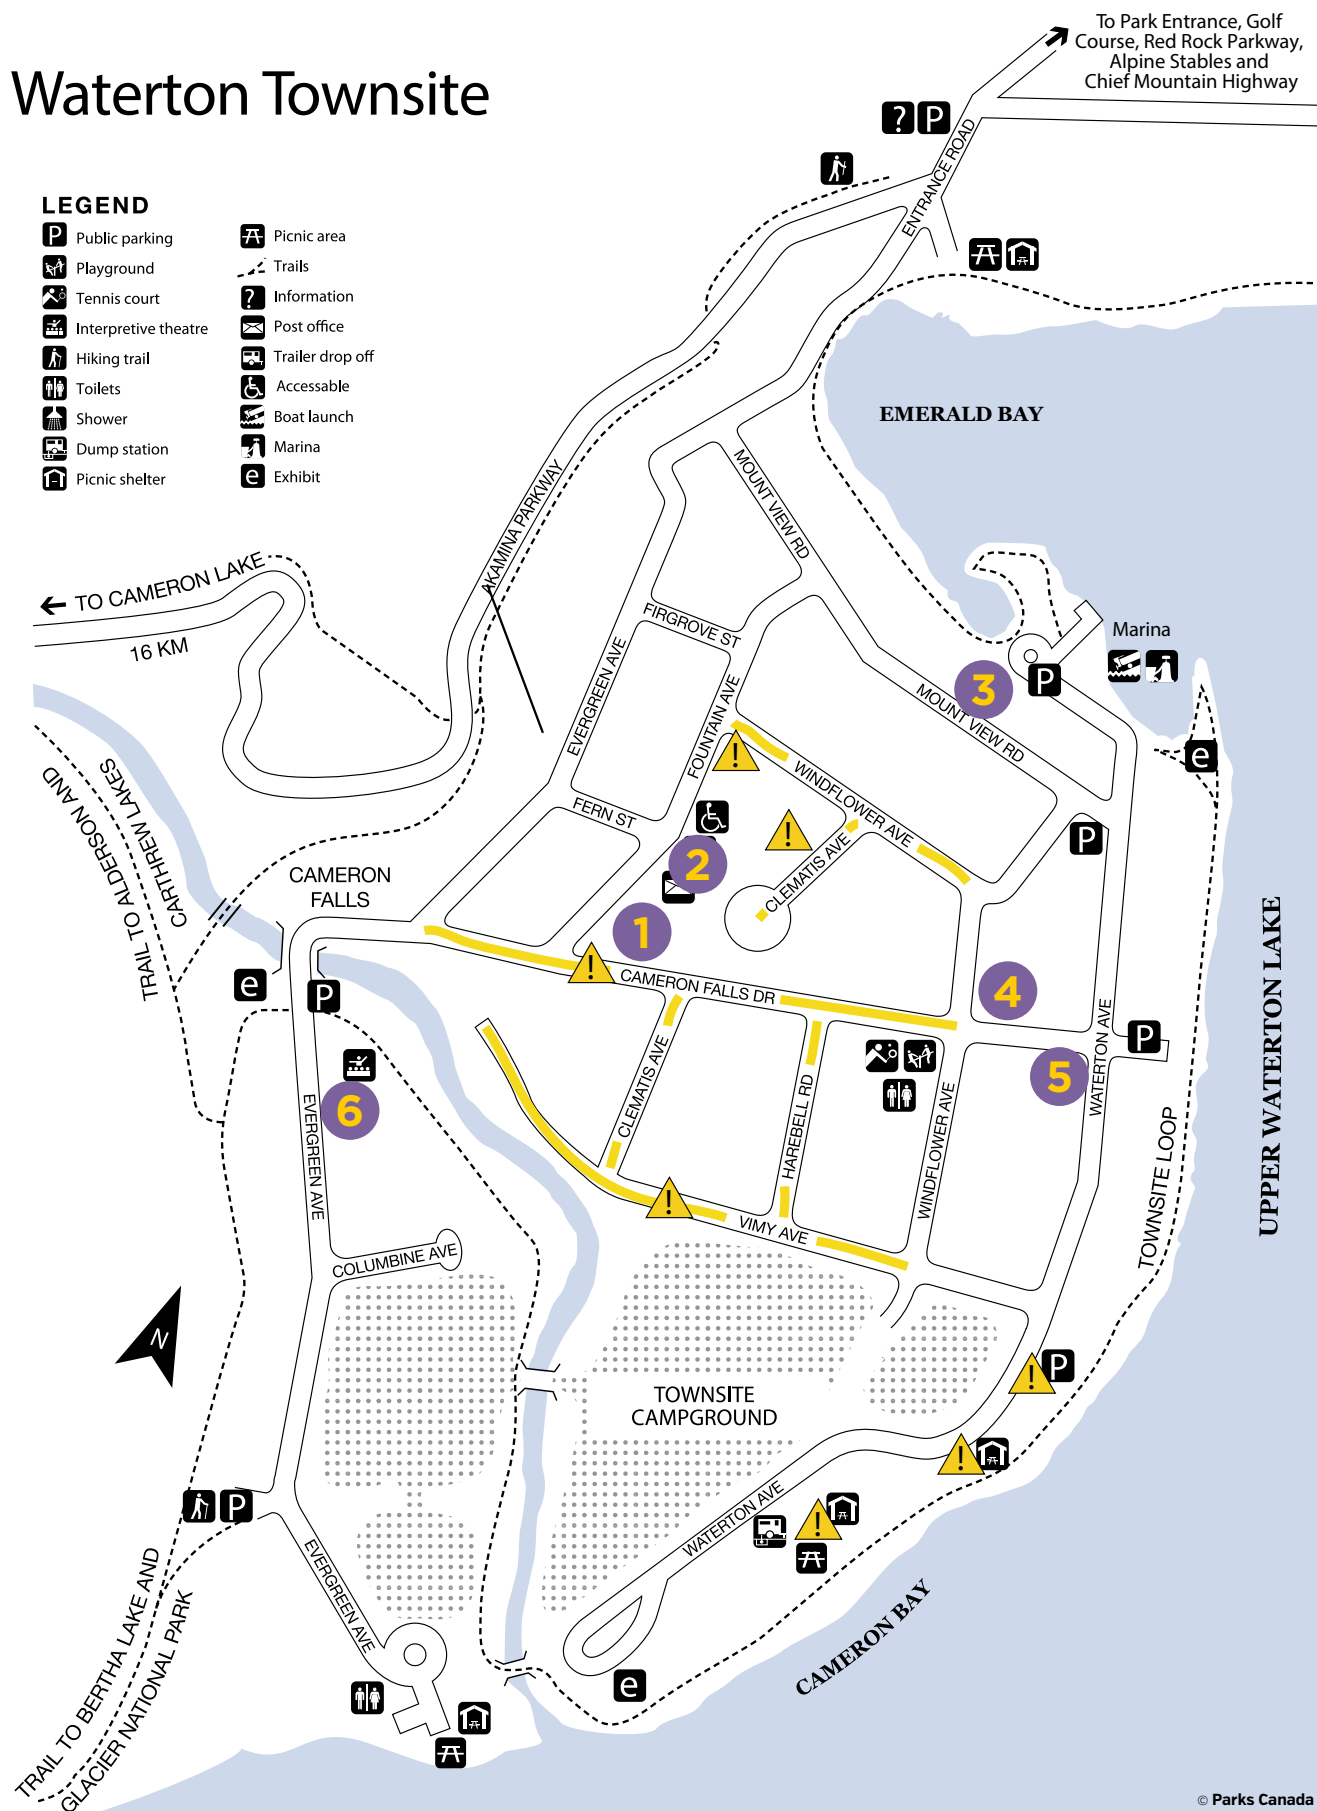 To Park Entrance, Golf
Course, Red Rock Parkway,
Alpine Stables and
Chief Mountain Highway
Waterton Townsite
? P
ENTRANCE ROAD
LEGEND
P Public parking
Playground
Tennis court
Interpretive theatre
Hiking trail
Toilets
Shower
Dump station
Picnic shelter
Picnic area
Trails
? Information
Post office
Trailer drop off
Accessable
Boat launch
Marina
e Exhibit
EMERALD BAY
MOUNT VIEW RD
AKAMINA PARKWAY
TO CAMERON LAKE
16 KM
FIRGROVE ST
EVERGREEN AVE
FOUNTAIN AVE
Marina
3
P
MOUNT VIEW RD
e
!
WINDFLOWER AVE
TRAIL TO ALDERSON AND
CARTHREW LAKES
FERN ST
!
P
CLEMATIS AVE
2
CAMERON
FALLS
1
!
CAMERON FALLS DR
e
P
4
WATERTON AVE
P
UPPER WATERTON LAKE
5
CLEMATIS AVE
HAREBELL RD
WINDFLOWER AVE
6
EVERGREEN AVE
TOWNSITE LOOP
!
VIMY AVE
COLUMBINE AVE
N
TOWNSITE
CAMPGROUND
!
P
!
WATERTON AVE
!
P
EVERGREEN AVE
CAMERON BAY
e
TRAIL TO BERTHA LAKE AND
GLACIER NATIONAL PARK
© Parks Canada